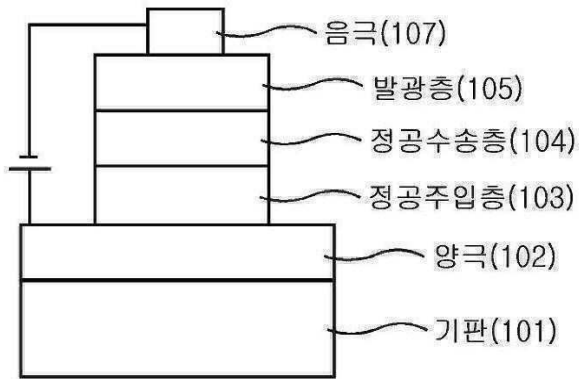 음극(107)
발광층(105)
정공수송층(104)
정공주입층(103)
양극(102)
기판(101)